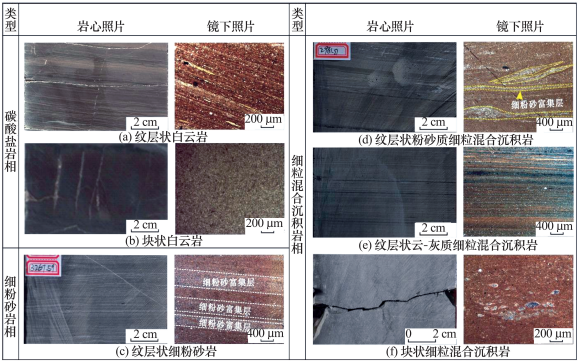 类型
岩心照片
镜下照片
碳酸盐岩相
2 cm
200 μm
(a) 纹层状白云岩
2 cm
200 μm
(b) 块状白云岩
细粉砂岩相
2 cm
细粉砂富集层
细粉砂富集层
细粉砂富集层
400 μm
(c) 纹层状细粉砂岩
类型
岩心照片
镜下照片
细粒混合沉积岩相
2 cm
细粉砂富集层
400 μm
(d) 纹层状粉砂质细粒混合沉积岩
2 cm
400 μm
(e) 纹层状云-灰质细粒混合沉积岩
0 2 cm
200 μm
(f) 块状细粒混合沉积岩